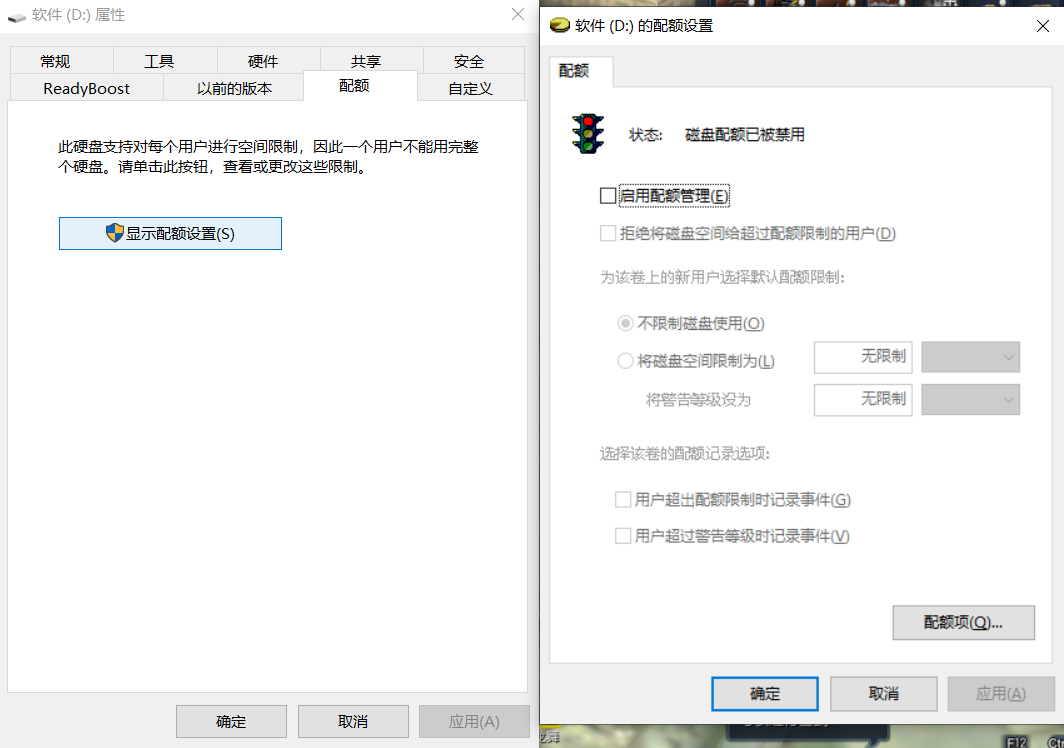 软件 (D:) 属性
常规
工具
硬件
共享
安全
ReadyBoost
以前的版本
配额
自定义
此硬盘支持对每个用户进行空间限制，因此一个用户不能用完整
个硬盘。请单击此按钮，查看或更改这些限制。
显示配额设置(S)
确定
取消
应用(A)
软件 (D:) 的配额设置
配额
状态:
磁盘配额已被禁用
启用配额管理(E)
拒绝将磁盘空间给超过配额限制的用户(D)
为该卷上的新用户选择默认配额限制:
不限制磁盘使用(O)
将磁盘空间限制为(L)
无限制
将警告等级设为
无限制
选择该卷的配额记录选项:
用户超出配额限制时记录事件(G)
用户超过警告等级时记录事件(V)
配额项(Q)...
确定
取消
应用(A)
F12